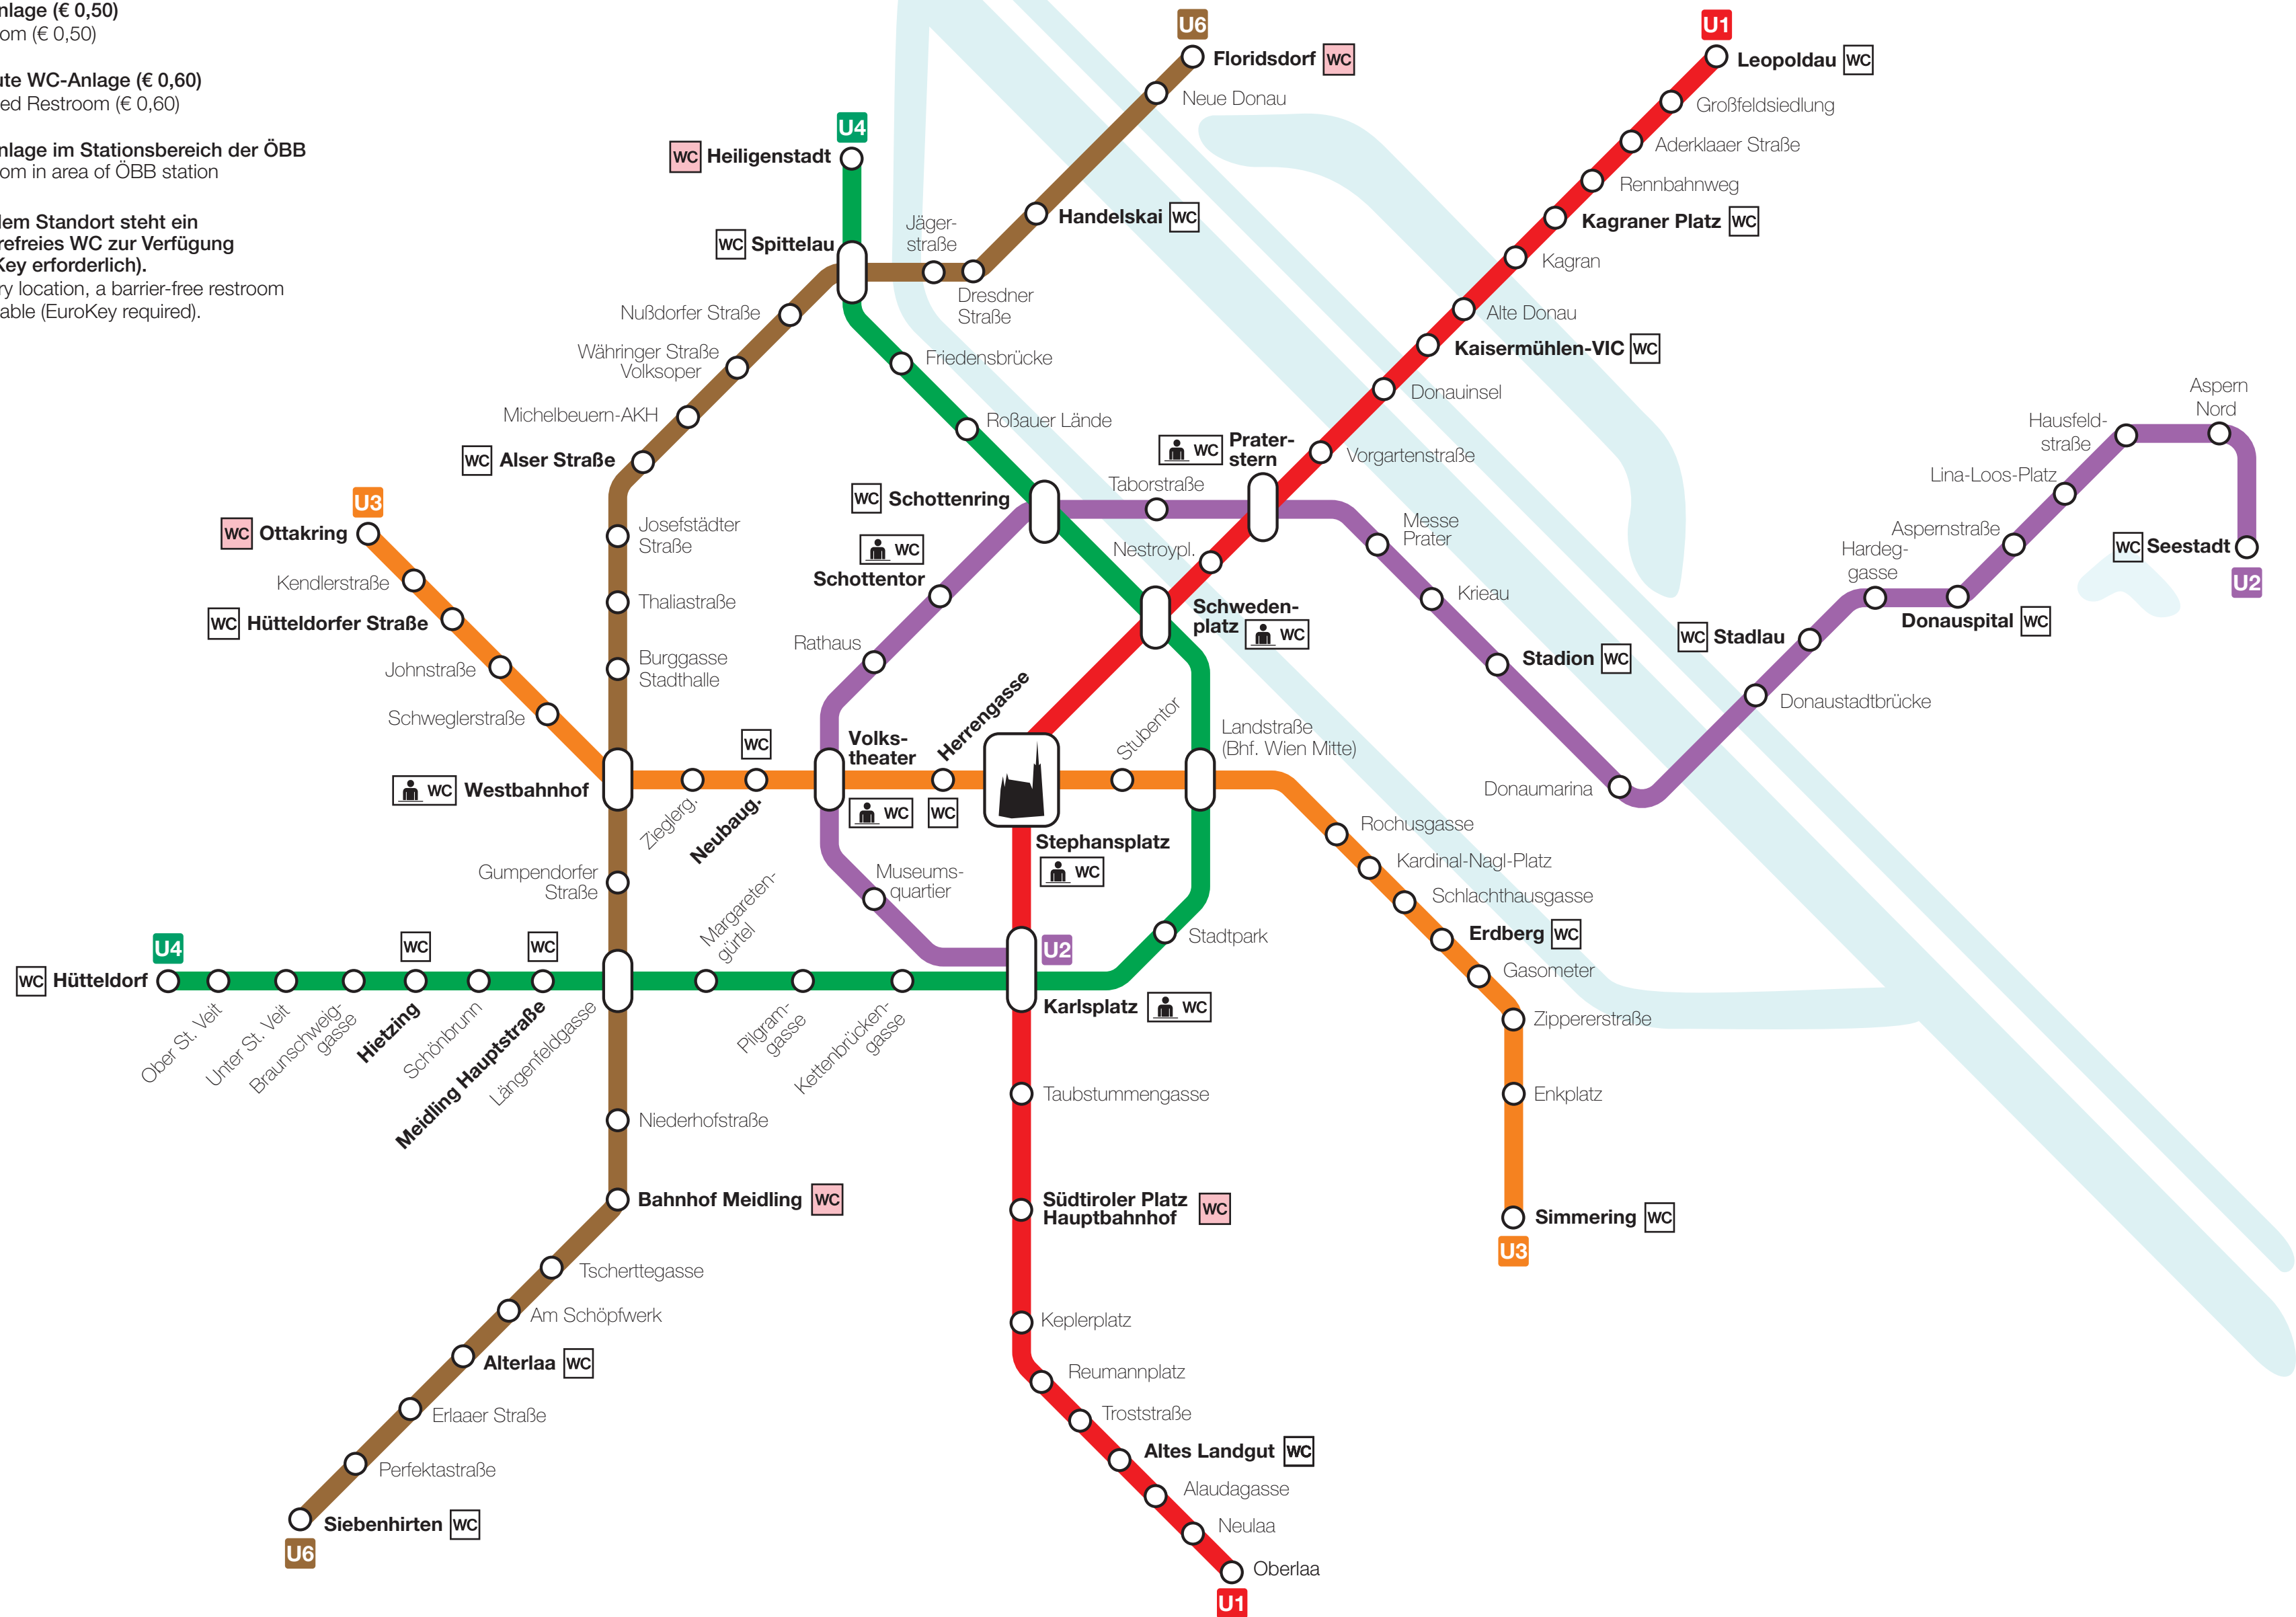 nlage (€ 0,50)
om (€ 0,50)
ute WC-Anlage (€ 0,60)
ed Restroom (€ 0,60)
nlage im Stationsbereich der ÖBB
om in area of ÖBB station
dem Standort steht ein
refreies WC zur Verfügung
Key erforderlich).
ry location, a barrier-free restroom
able (EuroKey required).
U6
Floridsdorf WC
Neue Donau
U1
Leopoldau WC
Großfeldsiedlung
Aderklaaer Straße
Rennbahnweg
Kagraner Platz WC
Kagran
Alte Donau
Kaisermühlen-VIC WC
Donauinsel
Vorgartenstraße
U4
WC Heiligenstadt
WC Spittelau
Jäger-
straße
Handelskai WC
Dresdner
Straße
Nußdorfer Straße
Währinger Straße
Volksoper
Michelbeuern-AKH
WC Alser Straße
Friedensbrücke
Roßauer Lände
WC Prater-
stern
Taborstraße
WC Schottenring
WC
Schottentor
Rathaus
Nestroypl.
Schweden-
platz WC
Messe
Prater
Krieau
Stadion WC
Donaumarina
Donaustadtbrücke
WC Stadlau
Hardeg-
gasse
Donauspital WC
Aspernstraße
Lina-Loos-Platz
Hausfeld-
straße
Aspern
Nord
WC Seestadt
U2
U3
WC Ottakring
Kendlerstraße
WC Hütteldorfer Straße
Johnstraße
Schweglerstraße
Josefstädter
Straße
Thaliastraße
Burggasse
Stadthalle
WC Westbahnhof
Zieglerg.
WC
Neubaug.
Volks-
theater
WC
Herrengasse
WC
Stephansplatz
WC
Stubentor
Landstraße
(Bhf. Wien Mitte)
Rochusgasse
Kardinal-Nagl-Platz
Schlachthausgasse
Erdberg WC
Gasometer
Zippererstraße
Enkplatz
Simmering WC
U3
Gumpendorfer
Straße
Museums-
quartier
Stadtpark
U2
Karlsplatz WC
U4
WC Hütteldorf
Ober St. Veit
Unter St. Veit
Braunschweig-
gasse
WC
Hietzing
Schönbrunn
WC
Meidling Hauptstraße
Längenfeldgasse
Margareten-
gürtel
Pilgram-
gasse
Kettenbrücken-
gasse
Niederhofstraße
Bahnhof Meidling WC
Tscherttegasse
Am Schöpfwerk
Alterlaa WC
Erlaaer Straße
Perfektastraße
Siebenhirten WC
U6
Taubstummengasse
Südtiroler Platz
Hauptbahnhof WC
Keplerplatz
Reumannplatz
Troststraße
Altes Landgut WC
Alaudagasse
Neulaa
Oberlaa
U1